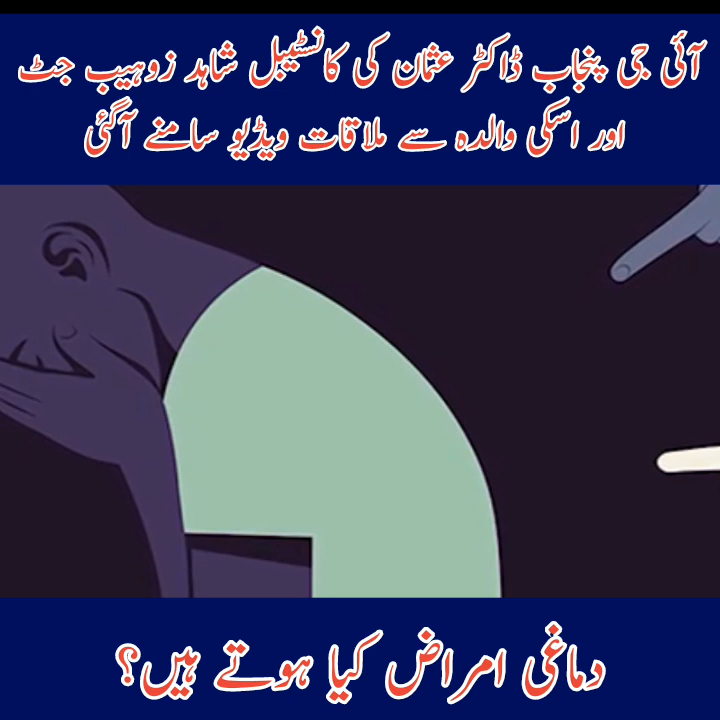 آئی جی پنجاب ڈاکٹر عثمان کی کانسٹیبل شاہد زوہیب جٹ
اور اسکی والدہ سے ملاقات ویڈیو سامنے آگئی
دماغی امراض کیا ہوتے ہیں؟